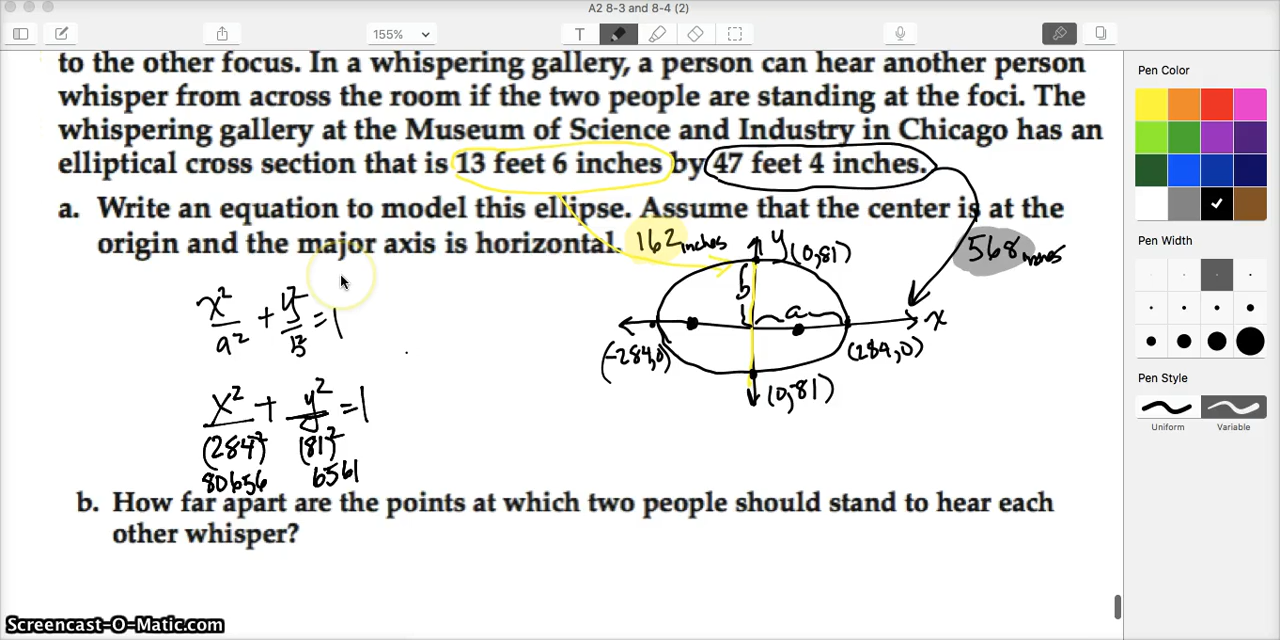 A2 8-3 and 8-4 (2)
155%
T
to the other focus. In a whispering gallery, a person can hear another person
whisper from across the room if the two people are standing at the foci. The
whispering gallery at the Museum of Science and Industry in Chicago has an
elliptical cross section that is 13 feet 6 inches by 47 feet 4 inches.
a. Write an equation to model this ellipse. Assume that the center is at the
origin and the major axis is horizontal.
162 inches
y (0,81)
568 inches
b
a
x
(-284,0)
(284,0)
(0,-81)
x²/a² + y²/b² = 1
x²/(284)² + y²/(81)² = 1
80656 6561
b. How far apart are the points at which two people should stand to hear each
other whisper?
Pen Color
Pen Width
Pen Style
Uniform Variable
Screencast-O-Matic.com